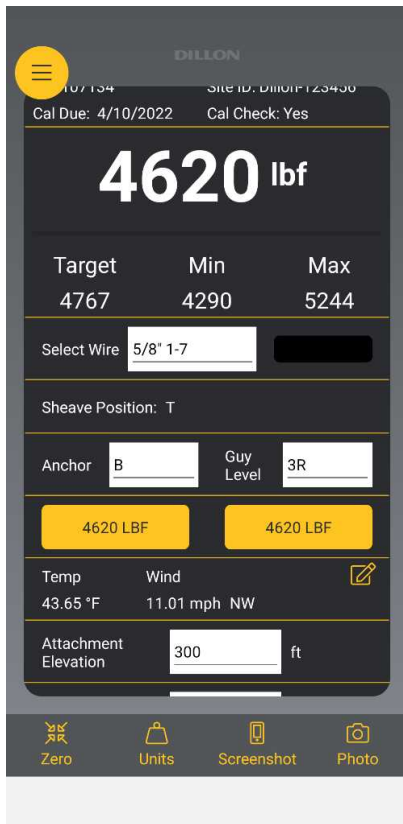 DILLON
Cal Due: 4/10/2022 Cal Check: Yes
4620 lbf
Target Min Max
4767 4290 5244
Select Wire 5/8" 1-7
Sheave Position: T
Anchor B Guy Level 3R
4620 LBF 4620 LBF
Temp Wind
43.65 °F 11.01 mph NW
Attachment Elevation 300 ft
Zero Units Screenshot Photo